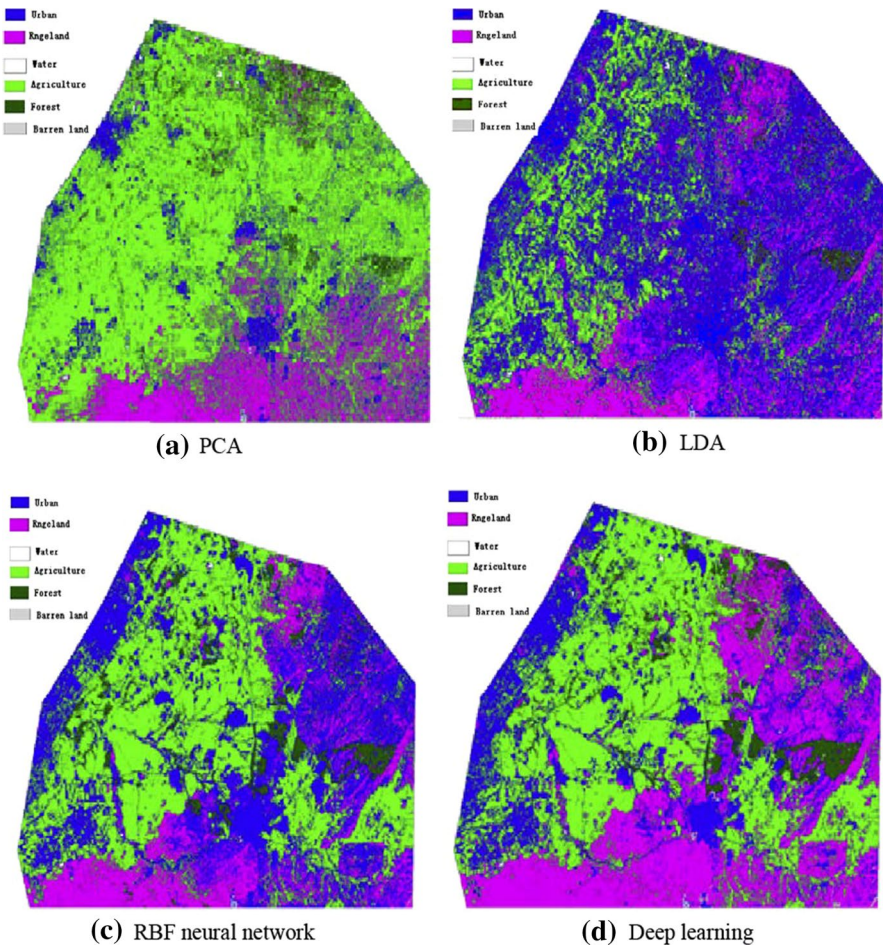 Urban
Rngeland
Water
Agriculture
Forest
Barren land
(a) PCA
Urban
Rngeland
Water
Agriculture
Forest
Barren land
(b) LDA
Urban
Rngeland
Water
Agriculture
Forest
Barren land
(c) RBF neural network
Urban
Rngeland
Water
Agriculture
Forest
Barren land
(d) Deep learning